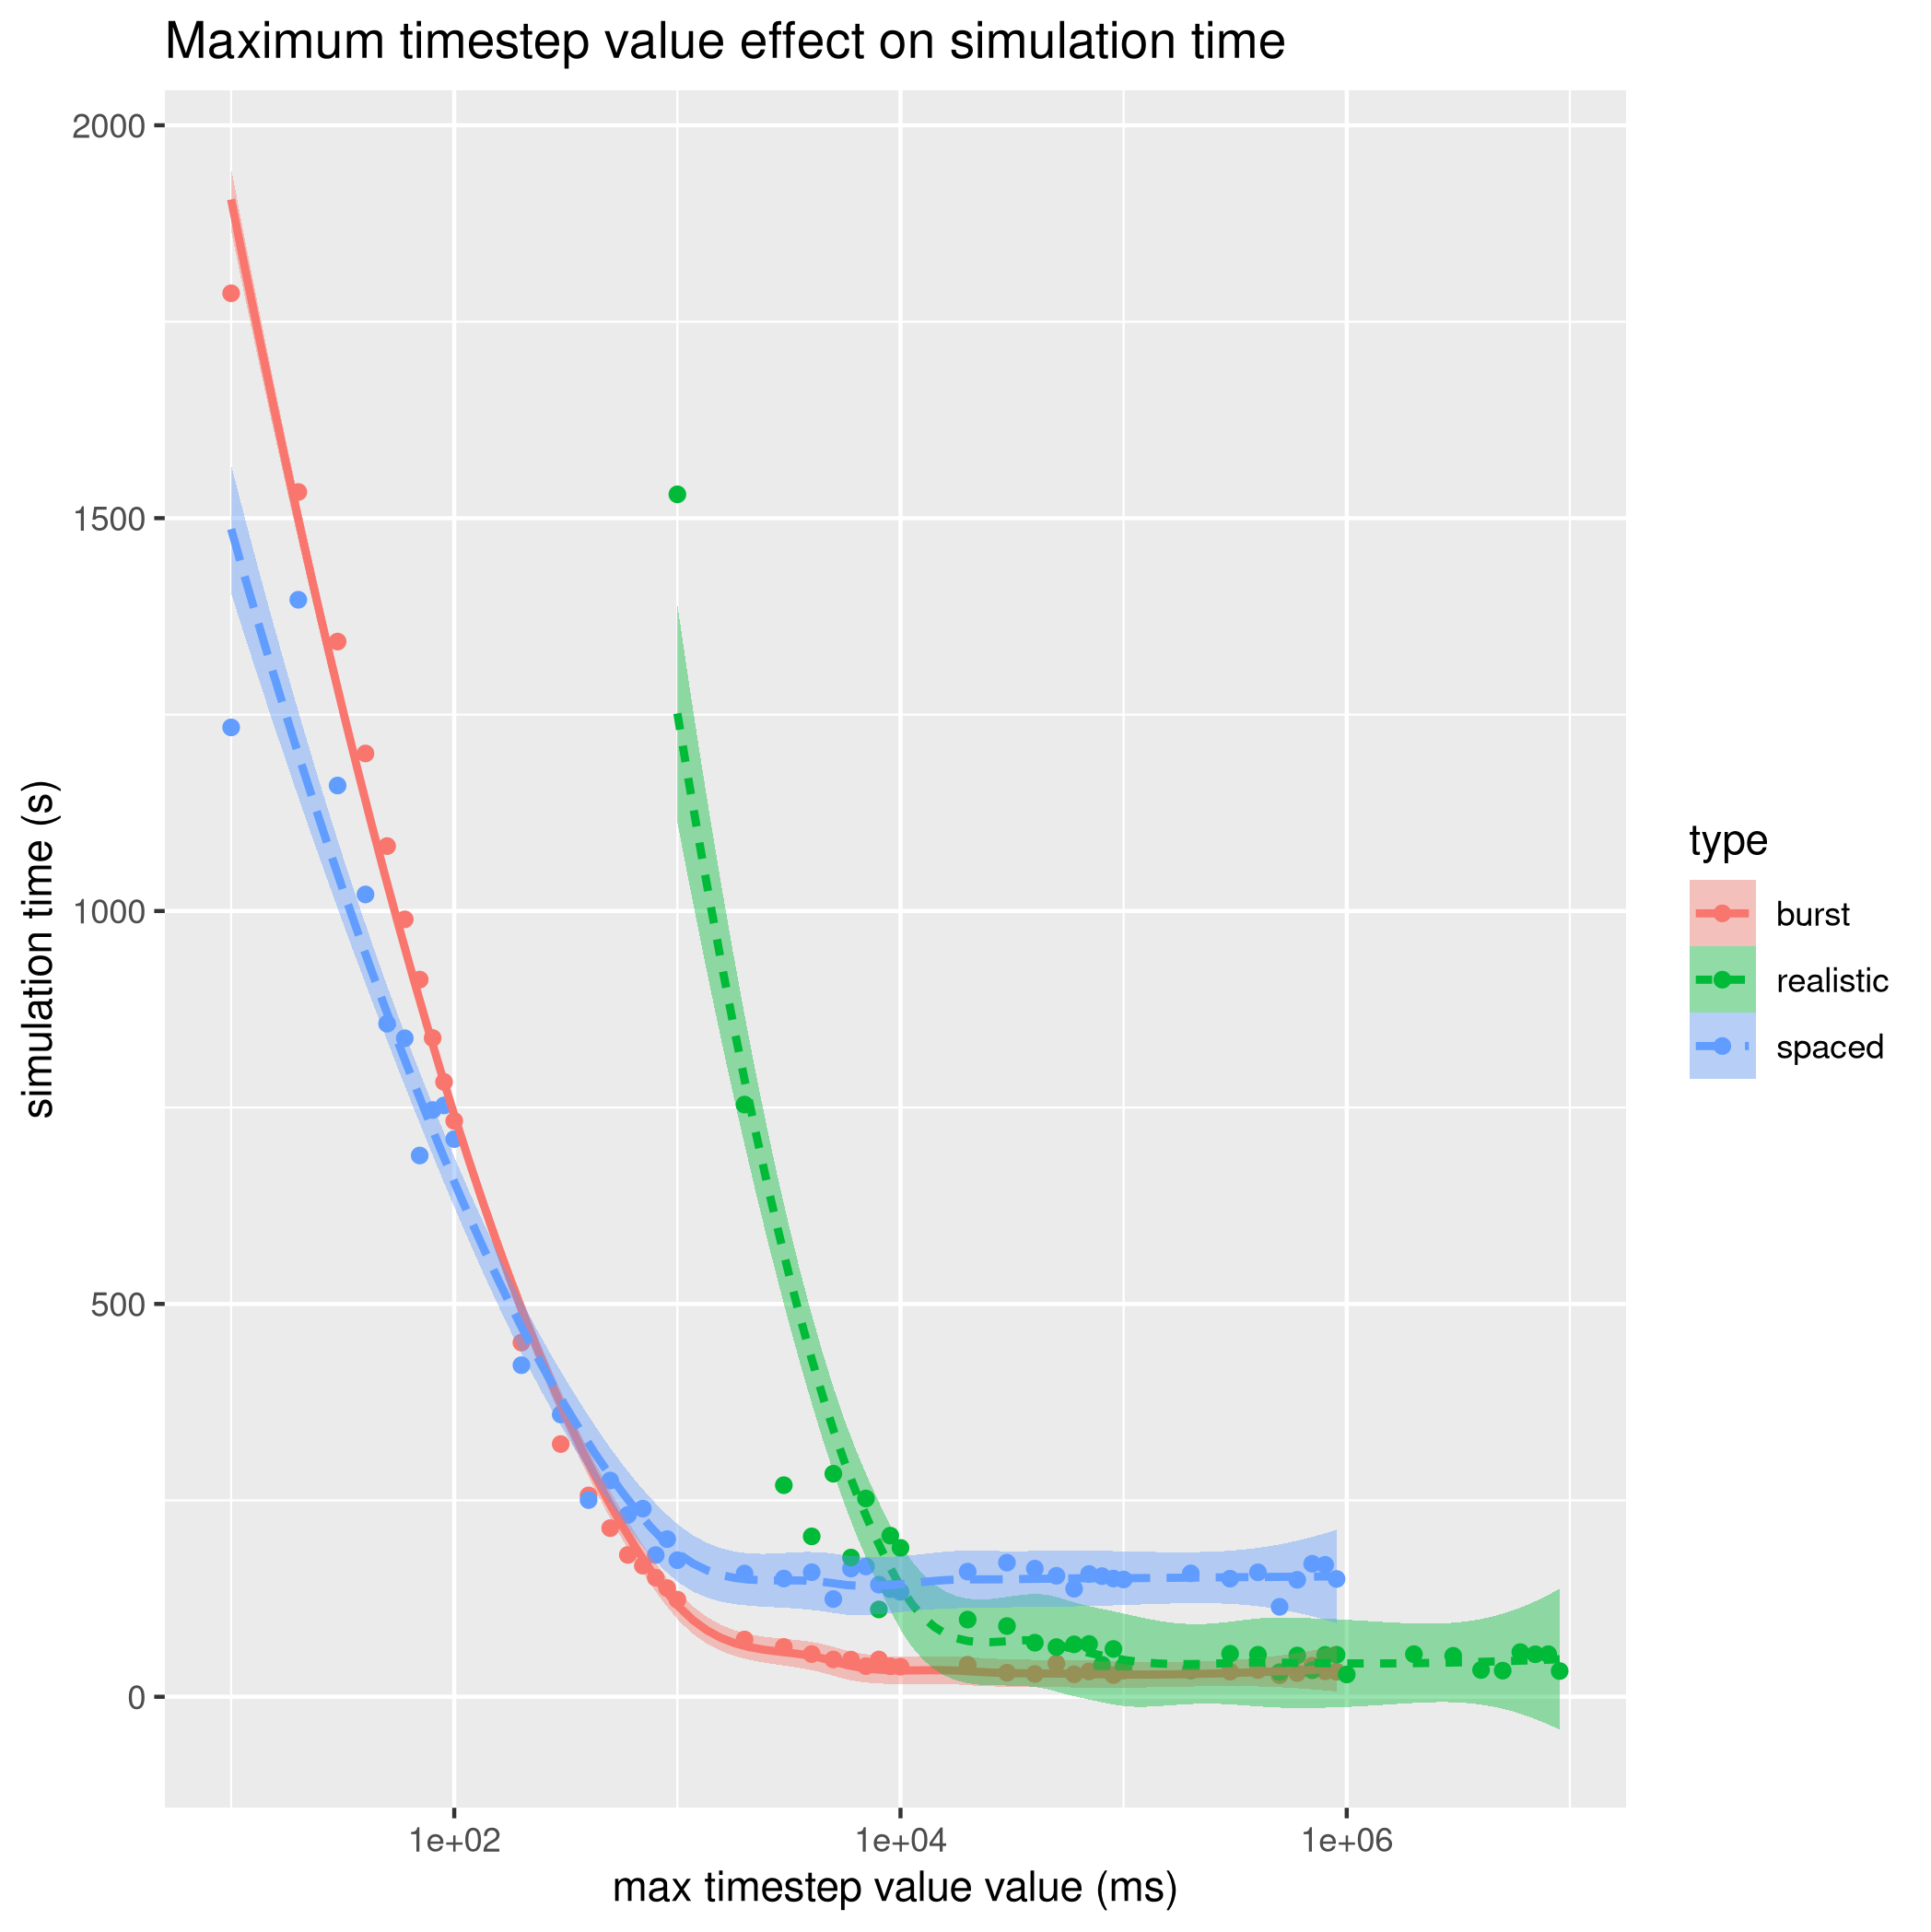 Maximum timestep value effect on simulation time
simulation time (s)
2000
1500
1000
500
0
1e+02
1e+04
1e+06
max timestep value value (ms)
type
burst
realistic
spaced